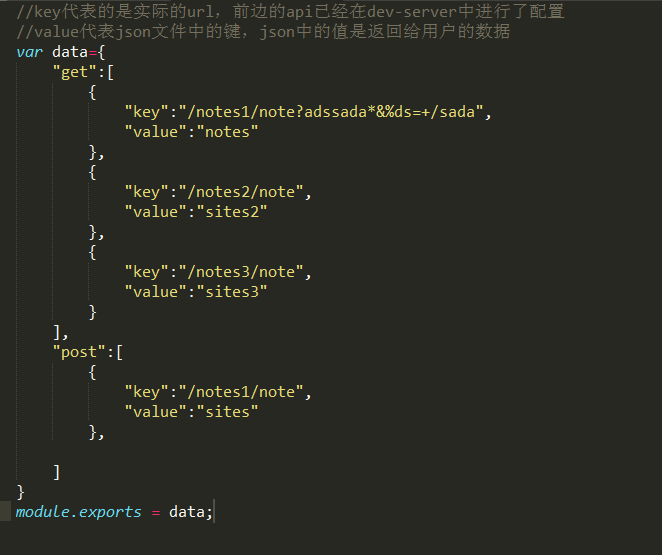 //key代表的是实际的url，前边的api已经在dev-server中进行了配置
//value代表json文件中的键，json中的值是返回给用户的数据
var data={
    "get":[
        {
            "key":"/notes1/note?adssada*&%ds=+/sada",
            "value":"notes"
        },
        {
            "key":"/notes2/note",
            "value":"sites2"
        },
        {
            "key":"/notes3/note",
            "value":"sites3"
        }
    ],
    "post":[
        {
            "key":"/notes1/note",
            "value":"sites"
        },
    ]
}
module.exports = data;